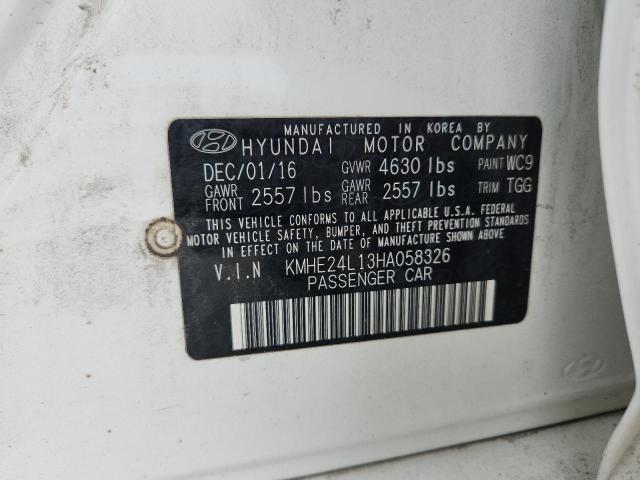 MANUFACTURED IN KOREA BY
HYUNDAI MOTOR COMPANY
DEC/01/16 GVWR 4630 lbs PAINT WC9
GAWR FRONT 2557 lbs GAWR REAR 2557 lbs TRIM TGG
THIS VEHICLE CONFORMS TO ALL APPLICABLE U.S.A. FEDERAL
MOTOR VEHICLE SAFETY, BUMPER, AND THEFT PREVENTION STANDARDS
IN EFFECT ON THE DATE OF MANUFACTURE SHOWN ABOVE.
V.I.N KMHE24L13HA058326
PASSENGER CAR